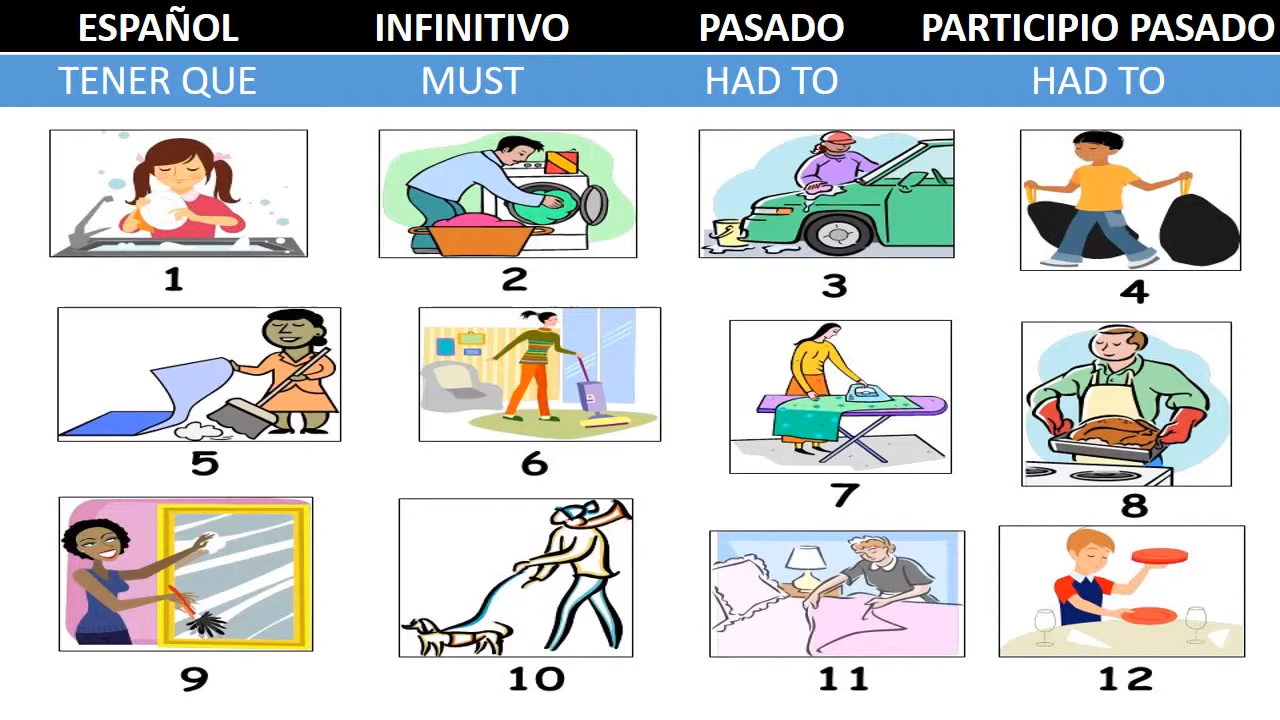 ESPAÑOL INFINITIVO PASADO PARTICIPIO PASADO
TENER QUE MUST HAD TO HAD TO
1 2 3 4
5 6 7 8
9 10 11 12